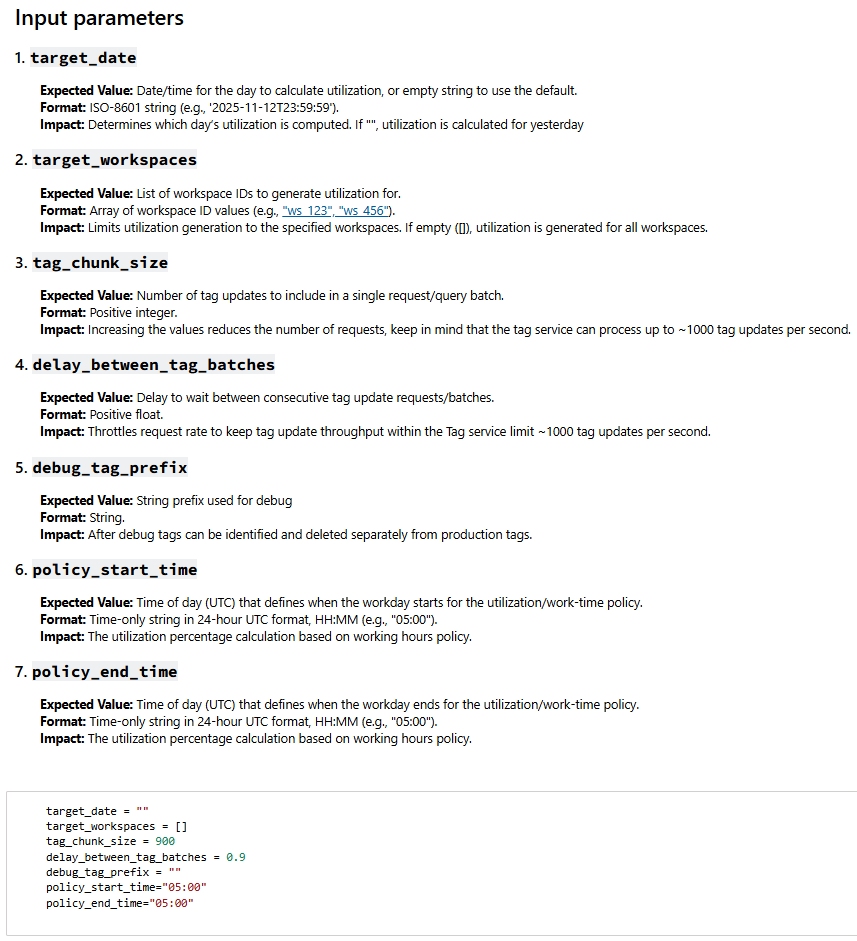 Input parameters
1. target_date
Expected Value: Date/time for the day to calculate utilization, or empty string to use the default.
Format: ISO-8601 string (e.g., '2025-11-12T23:59:59').
Impact: Determines which day's utilization is computed. If "", utilization is calculated for yesterday
2. target_workspaces
Expected Value: List of workspace IDs to generate utilization for.
Format: Array of workspace ID values (e.g., "ws_123", "ws_456").
Impact: Limits utilization generation to the specified workspaces. If empty ([]), utilization is generated for all workspaces.
3. tag_chunk_size
Expected Value: Number of tag updates to include in a single request/query batch.
Format: Positive integer.
Impact: Increasing the values reduces the number of requests, keep in mind that the tag service can process up to ~1000 tag updates per second.
4. delay_between_tag_batches
Expected Value: Delay to wait between consecutive tag update requests/batches.
Format: Positive float.
Impact: Throttles request rate to keep tag update throughput within the Tag service limit ~1000 tag updates per second.
5. debug_tag_prefix
Expected Value: String prefix used for debug
Format: String.
Impact: After debug tags can be identified and deleted separately from production tags.
6. policy_start_time
Expected Value: Time of day (UTC) that defines when the workday starts for the utilization/work-time policy.
Format: Time-only string in 24-hour UTC format, HH:MM (e.g., "05:00").
Impact: The utilization percentage calculation based on working hours policy.
7. policy_end_time
Expected Value: Time of day (UTC) that defines when the workday ends for the utilization/work-time policy.
Format: Time-only string in 24-hour UTC format, HH:MM (e.g., "05:00").
Impact: The utilization percentage calculation based on working hours policy.
target_date = ""
target_workspaces = []
tag_chunk_size = 900
delay_between_tag_batches = 0.9
debug_tag_prefix = ""
policy_start_time="05:00"
policy_end_time="05:00"